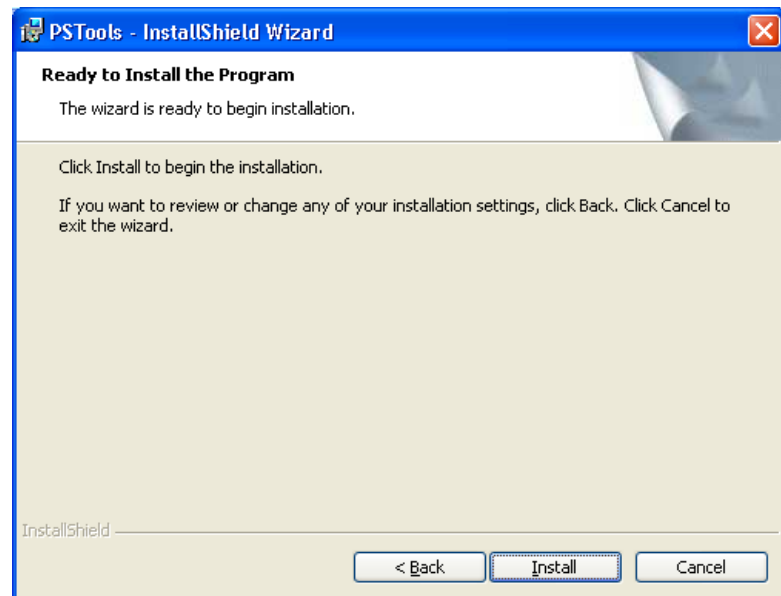 PSTools - InstallShield Wizard
Ready to Install the Program
The wizard is ready to begin installation.
Click Install to begin the installation.
If you want to review or change any of your installation settings, click Back. Click Cancel to
exit the wizard.
InstallShield
< Back
Install
Cancel